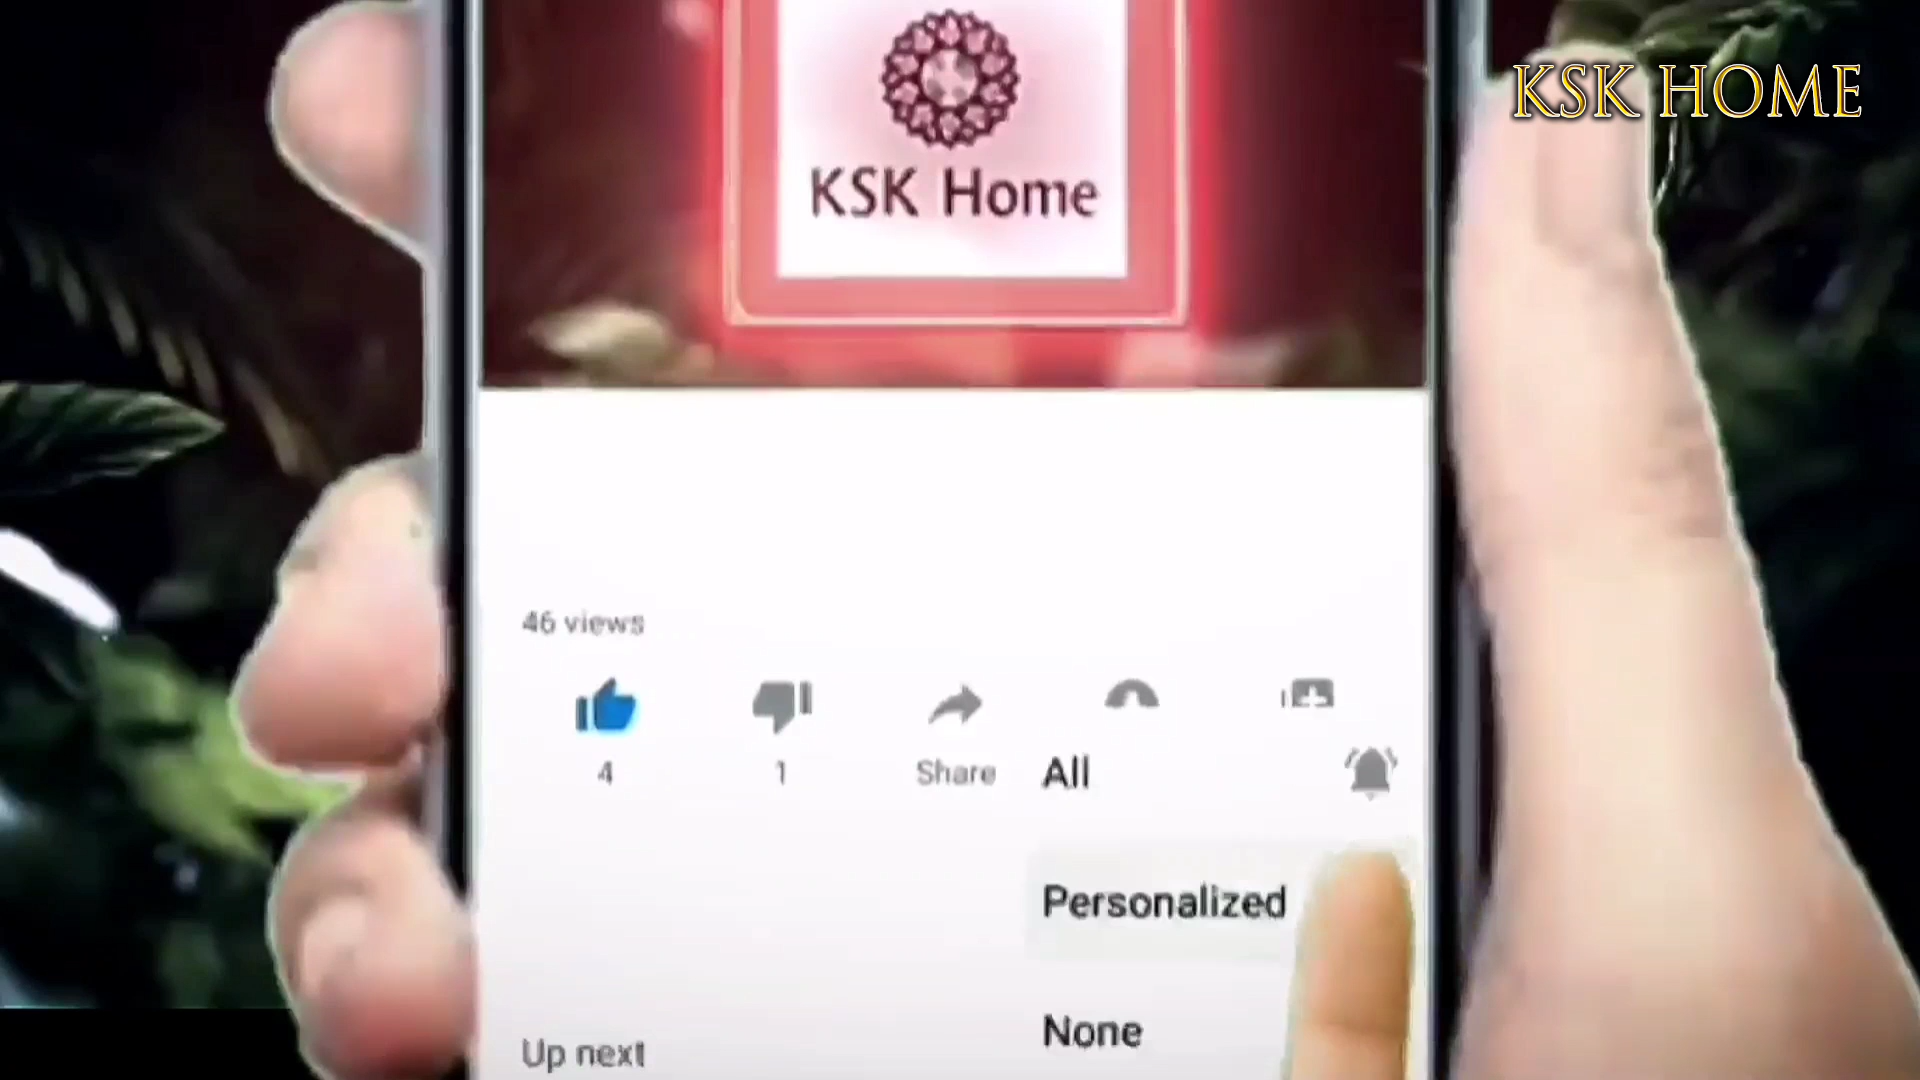 KSK HOME
KSK Home
46 views
4
1
Share
All
Personalized
None
Up next